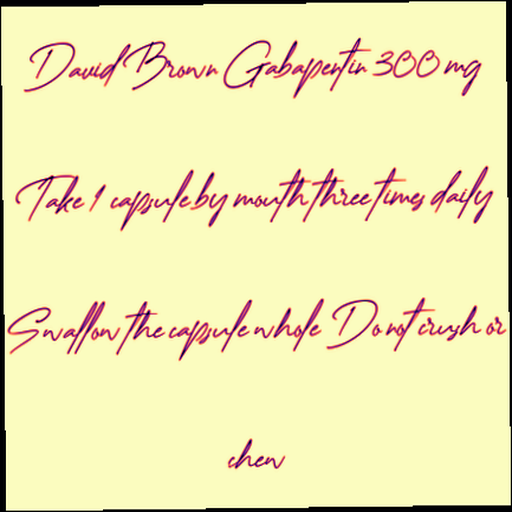 David Brown Gabapentin 300 mg
Take 1 capsule by mouth three times daily
Swallow the capsule whole Do not crush or
chew